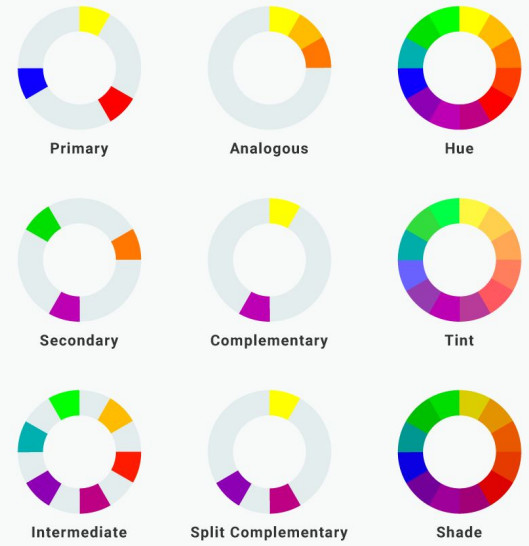 Primary
Analogous
Hue
Secondary
Complementary
Tint
Intermediate
Split Complementary
Shade